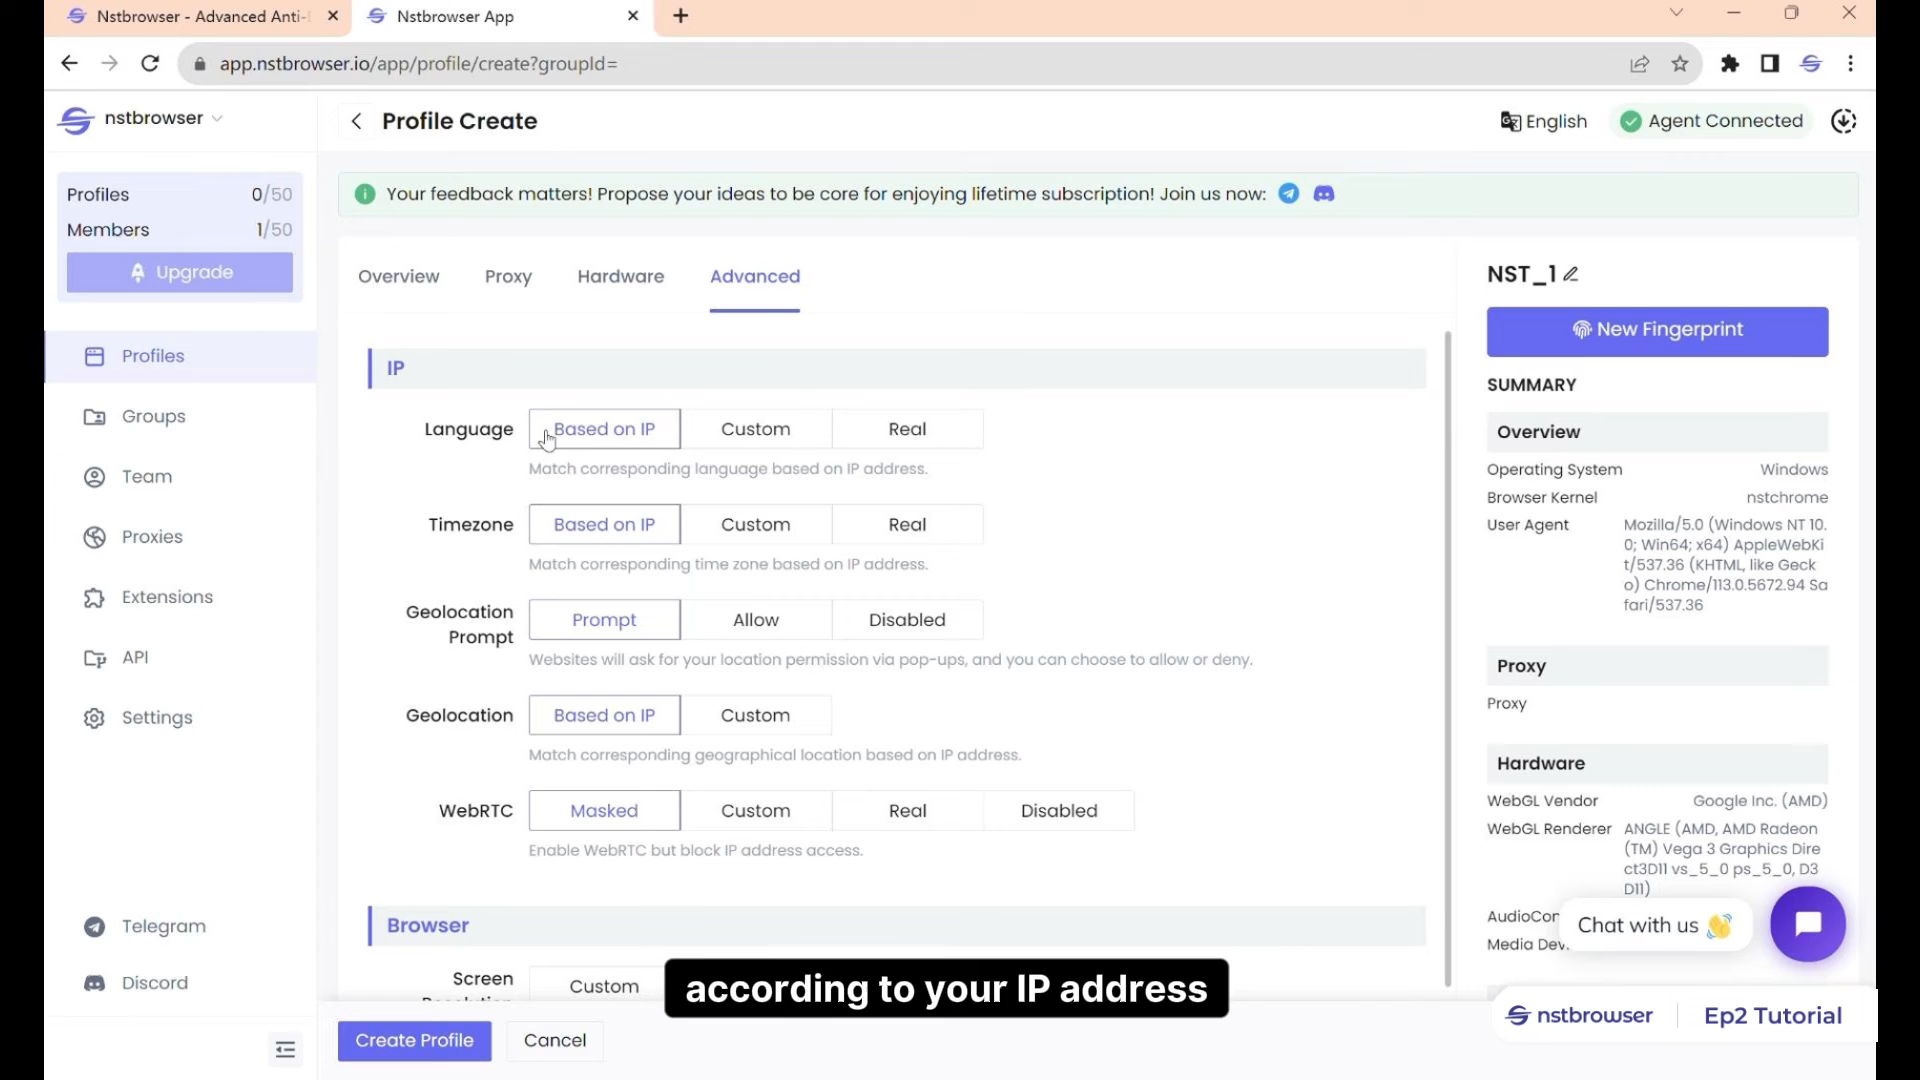 Nstbrowser - Advanced Anti-
Nstbrowser App
app.nstbrowser.io/app/profile/create?groupId=
nstbrowser
Profile Create
English
Agent Connected
Profiles 0/50
Members 1/50
Upgrade
Your feedback matters! Propose your ideas to be core for enjoying lifetime subscription! Join us now:
Profiles
Groups
Team
Proxies
Extensions
API
Settings
Telegram
Discord
Overview Proxy Hardware Advanced
IP
Language Based on IP Custom Real
Match corresponding language based on IP address.
Timezone Based on IP Custom Real
Match corresponding time zone based on IP address.
Geolocation
Prompt
Prompt Allow Disabled
Websites will ask for your location permission via pop-ups, and you can choose to allow or deny.
Geolocation Based on IP Custom
Match corresponding geographical location based on IP address.
WebRTC Masked Custom Real Disabled
Enable WebRTC but block IP address access.
Browser
Screen
Custom
according to your IP address
Create Profile Cancel
NST_1
New Fingerprint
SUMMARY
Overview
Operating System Windows
Browser Kernel nstchrome
User Agent Mozilla/5.0 (Windows NT 10.
0; Win64; x64) AppleWebKi
t/537.36 (KHTML, like Geck
o) Chrome/113.0.5672.94 Sa
fari/537.36
Proxy
Proxy
Hardware
WebGL Vendor Google Inc. (AMD)
WebGL Renderer ANGLE (AMD, AMD Radeon
(TM) Vega 3 Graphics Dire
ct3D11 vs_5_0 ps_5_0, D3
D11)
AudioCon
Media Dev
Chat with us 👋
nstbrowser Ep2 Tutorial